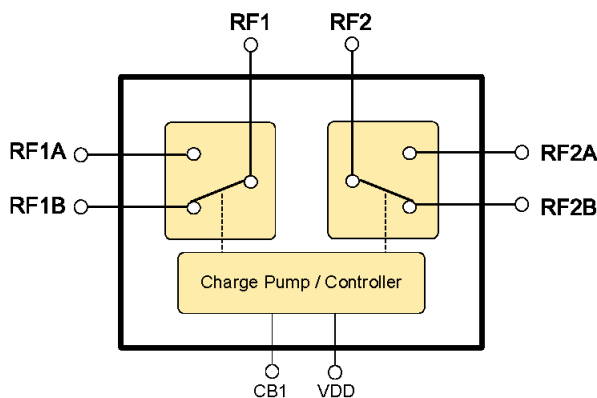 RF1
RF2
RF1A
RF2A
RF1B
RF2B
Charge Pump / Controller
CB1
VDD